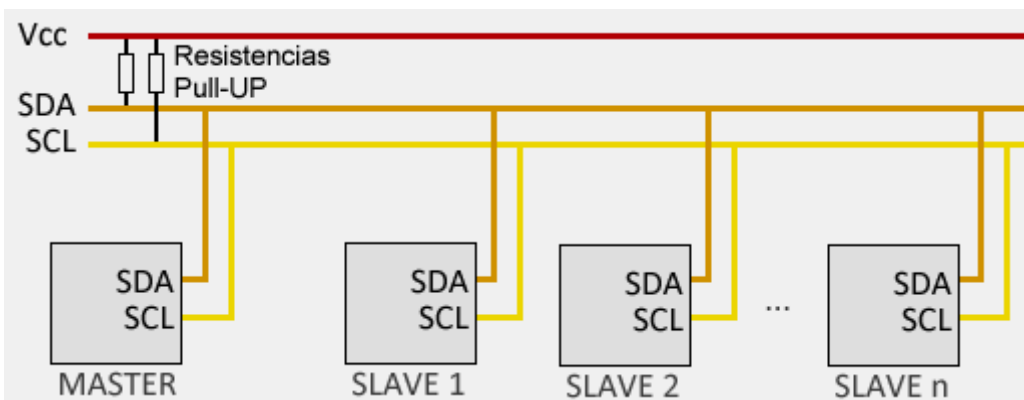 Vcc
Resistencias
Pull-UP
SDA
SCL
SDA
SCL
MASTER
SDA
SCL
SLAVE 1
SDA
SCL
SLAVE 2
...
SDA
SCL
SLAVE n